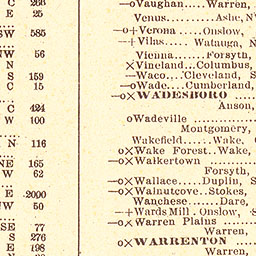 C 266
E 25
SW 585
NW 56
N
S 159
C 15
C 424
W 100
N 116
NE 165
W 62
E 2000
NW 50
SE 77
S 276
E 198
—oVaughan.....Warren,
Venus.........Ashe, N
—o+Verona ....Onslow,
—+Vilas.....Watauga, N
Vienna.......Forsyth,
×Vineland..Columbus,
—Waco....Cleveland, S
—oWade....Cumberland,
—o×WADESBORO
Anson,
oWadeville
Montgomery,
Wakefield......Wake,
o×Wake Forest..Wake,
—o×Walkertown
Forsyth,
—o×Wallace.....Duplin, S
—o×Walnutcove..Stokes,
Wanchese.......Dare,
—+Wards Mill.Onslow,
—o×Warren Plains
Warren,
—o×WARRENTON
Warren,